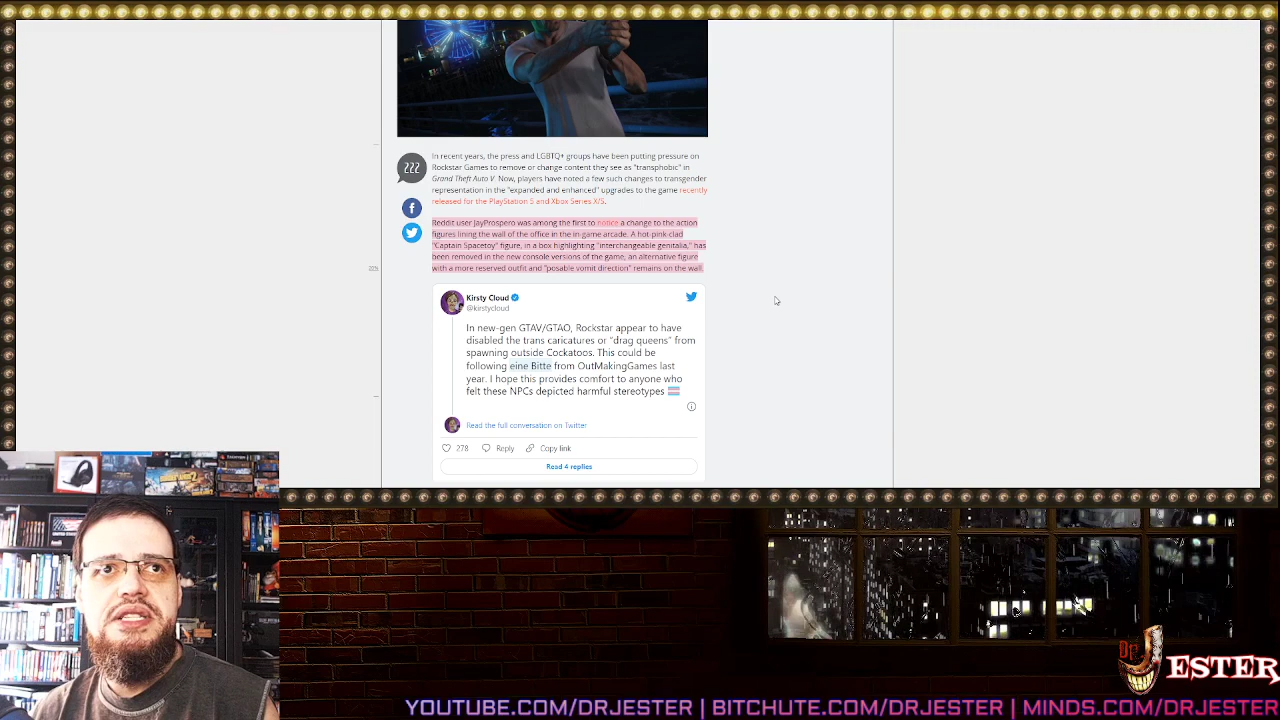 In recent years, the press and LGBTQ+ groups have been putting pressure on
Rockstar Games to remove or change content they see as "transphobic" in
Grand Theft Auto V. Now, players have noted a few such changes to transgender
representation in the "expanded and enhanced" upgrades to the game recently
released for the PlayStation 5 and Xbox Series X/S.
222
Reddit user JayProspero was among the first to notice a change to the action
figures lining the wall of the office in the in-game arcade. A hot-pink-clad
"Captain Spacetoy" figure, in a box highlighting "interchangeable genitalia," has
been removed in the new console versions of the game, an alternative figure
with a more reserved outfit and "posable vomit direction" remains on the wall.
Kirsty Cloud
@kirstycloud
In new-gen GTAV/GTAO, Rockstar appear to have
disabled the trans caricatures or "drag queens" from
spawning outside Cockatoos. This could be
following eine Bitte from OutMakingGames last
year. I hope this provides comfort to anyone who
felt these NPCs depicted harmful stereotypes
Read the full conversation on Twitter
278 Reply Copy link
Read 4 replies
Dr
JESTER
YOUTUBE.COM/DRJESTER | BITCHUTE.COM/DRJESTER | MINDS.COM/DRJESTER